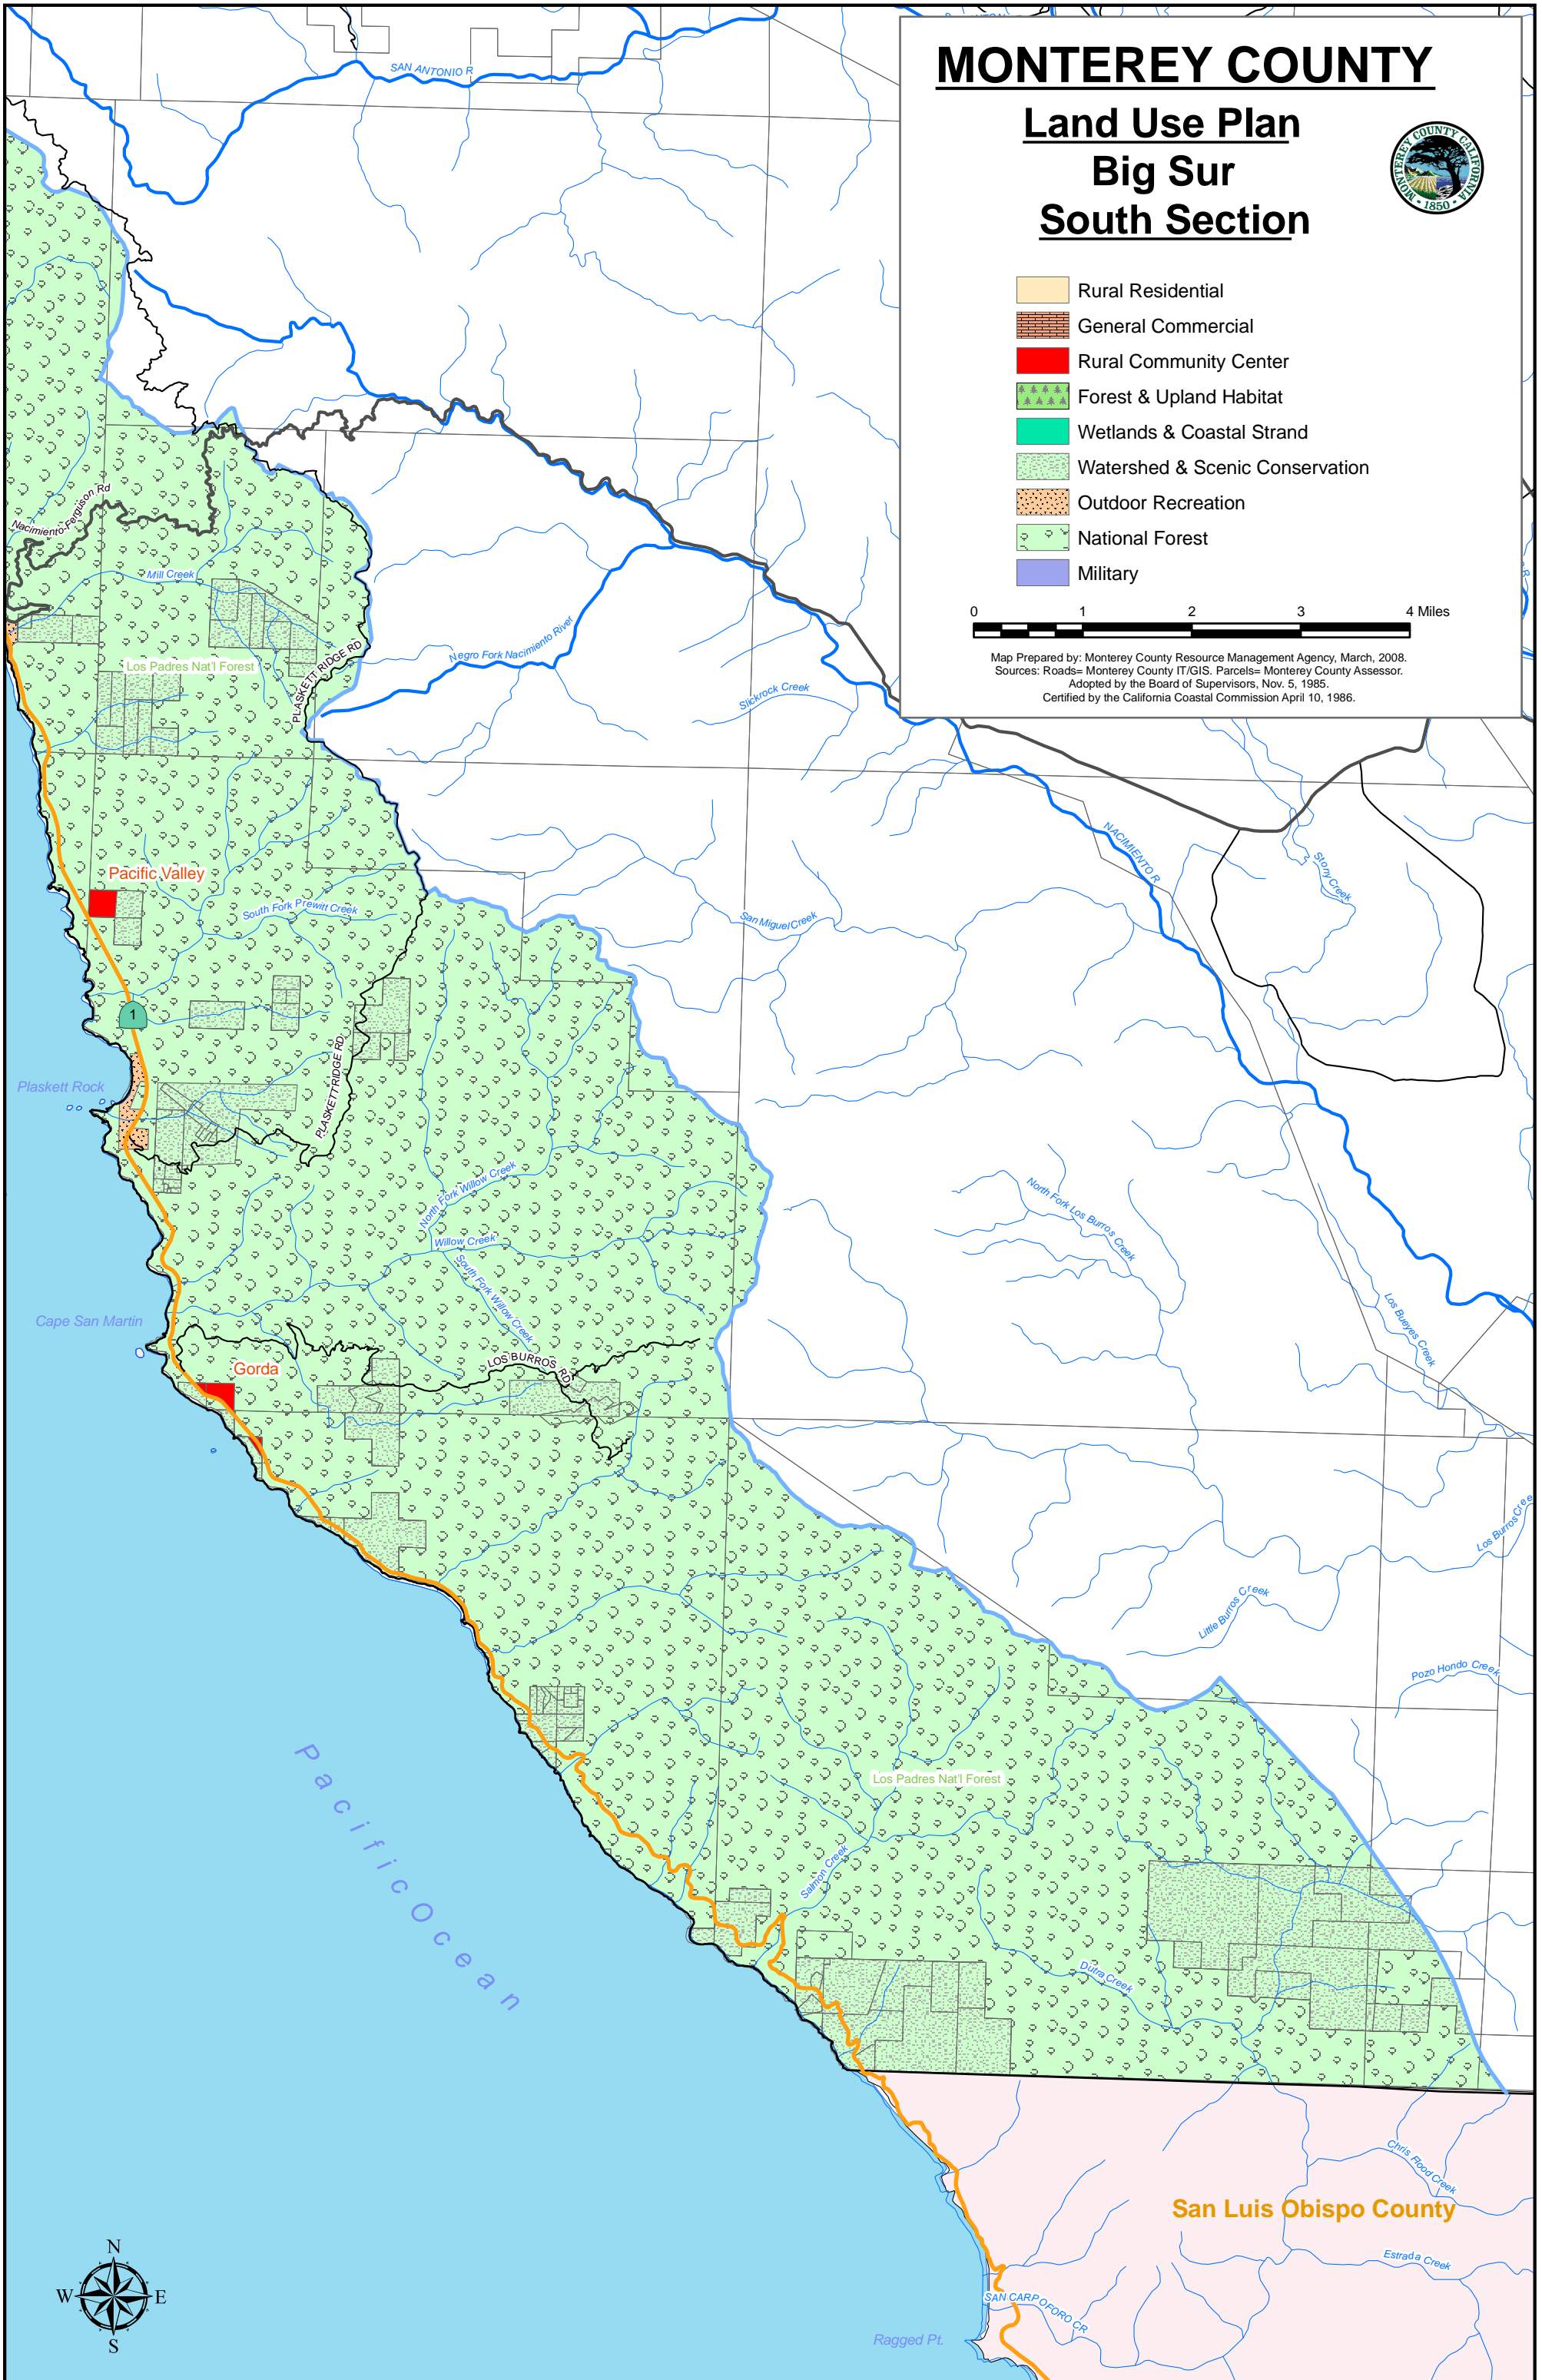 MONTEREY COUNTY
Land Use Plan
Big Sur
South Section
MONTEREY COUNTY CALIFORNIA
• 1850 •
Rural Residential
General Commercial
Rural Community Center
Forest & Upland Habitat
Wetlands & Coastal Strand
Watershed & Scenic Conservation
Outdoor Recreation
National Forest
Military
0 1 2 3 4 Miles
Map Prepared by: Monterey County Resource Management Agency, March, 2008.
Sources: Roads= Monterey County IT/GIS. Parcels= Monterey County Assessor.
Adopted by the Board of Supervisors, Nov. 5, 1985.
Certified by the California Coastal Commission April 10, 1986.
SAN ANTONIO R
Nacimiento-Ferguson Rd
Mill Creek
Los Padres Nat'l Forest
PLASKETT RIDGE RD
Negro Fork Nacimiento River
Slickrock Creek
NACIMIENTO R
Stony Creek
Pacific Valley
South Fork Prewitt Creek
San Miguel Creek
1
Plaskett Rock
PLASKETT RIDGE RD
North Fork Willow Creek
Willow Creek
South Fork Willow Creek
North Fork Los Burros Creek
Los Bueyes Creek
Cape San Martin
Gorda
LOS BURROS RD
Los Burros Cree
Little Burros Creek
Pozo Hondo Creek
Pacific Ocean
Los Padres Nat'l Forest
Salmon Creek
Dutra Creek
Chris Flood Creek
San Luis Obispo County
Estrada Creek
SAN CARPOFORO CR
Ragged Pt.
N
W E
S